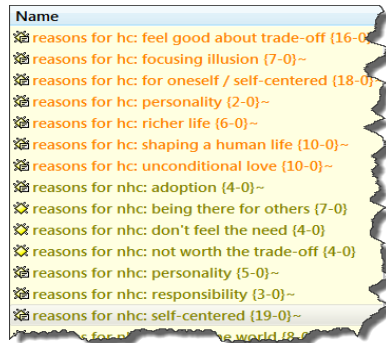 Name
reasons for hc: feel good about trade-off {16-0
reasons for hc: focusing illusion {7-0}~
reasons for hc: for oneself / self-centered {18-0}
reasons for hc: personality {2-0}~
reasons for hc: richer life {6-0}~
reasons for hc: shaping a human life {10-0}~
reasons for hc: unconditional love {10-0}~
reasons for nhc: adoption {4-0}~
reasons for nhc: being there for others {7-0}
reasons for nhc: don't feel the need {4-0}
reasons for nhc: not worth the trade-off {4-0}
reasons for nhc: personality {5-0}~
reasons for nhc: responsibility {3-0}~
reasons for nhc: self-centered {19-0}~
reasons for world {8-0